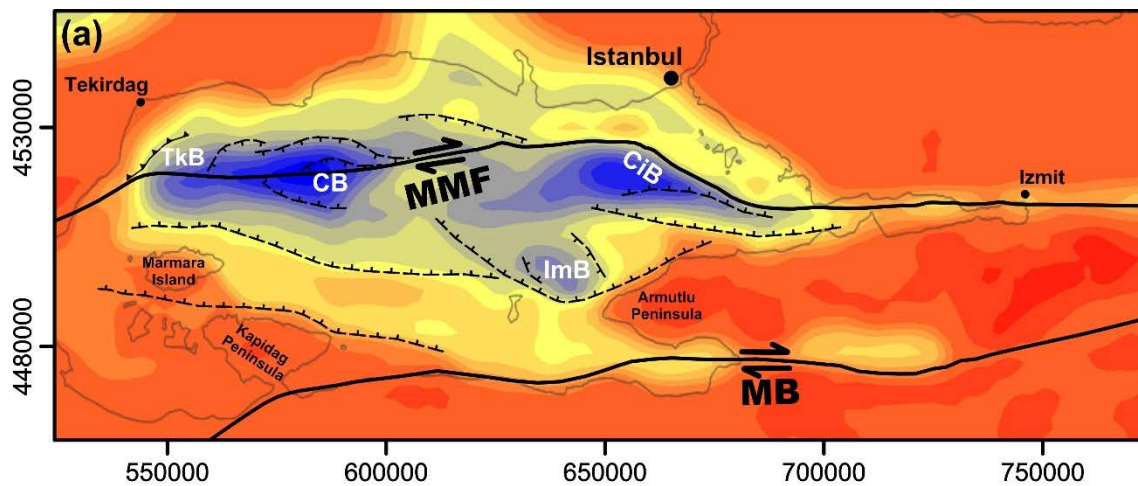 (a)
Istanbul
Tekirdag
4530000
TkB
CB
MMF
CiB
Izmit
ImB
Marmara
Island
Armutlu
Peninsula
Kapidag
Peninsula
4480000
MB
550000
600000
650000
700000
750000